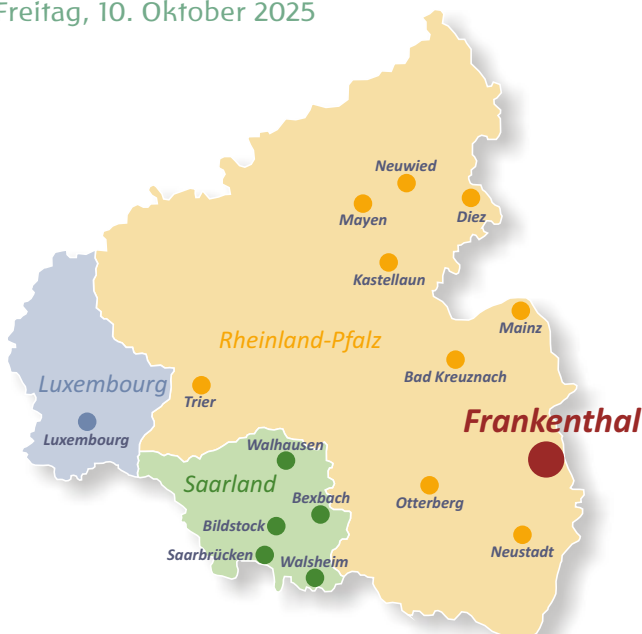 Freitag, 10. Oktober 2025
Neuwied
Mayen
Diez
Kastellaun
Mainz
Rheinland-Pfalz
Bad Kreuznach
Luxembourg
Trier
Frankenthal
Luxembourg
Walhausen
Saarland
Bexbach
Otterberg
Bildstock
Neustadt
Saarbrücken
Walsheim